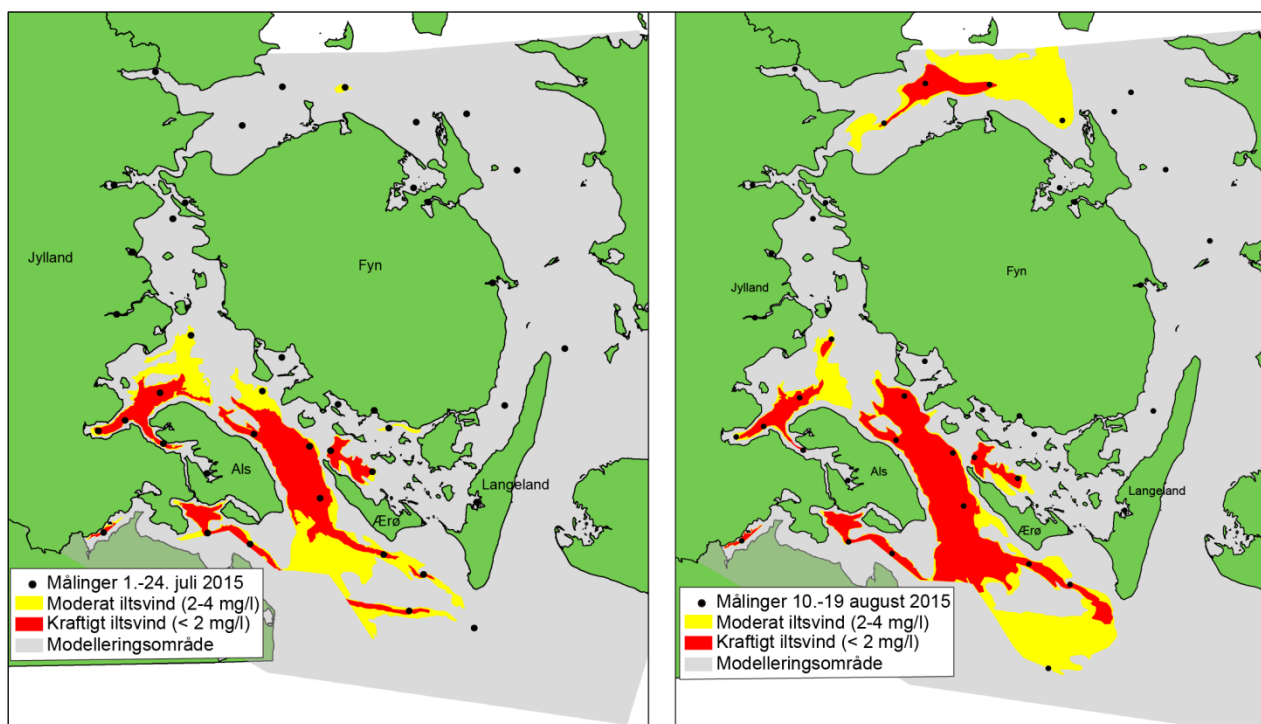 Jylland
Fyn
Als
Ærø
Langeland
Målinger 1.-24. juli 2015
Moderat iltsvind (2-4 mg/l)
Kraftigt iltsvind (< 2 mg/l)
Modelleringsområde
Fyn
Jylland
Als
Langeland
Ærø
Målinger 10.-19 august 2015
Moderat iltsvind (2-4 mg/l)
Kraftigt iltsvind (< 2 mg/l)
Modelleringsområde